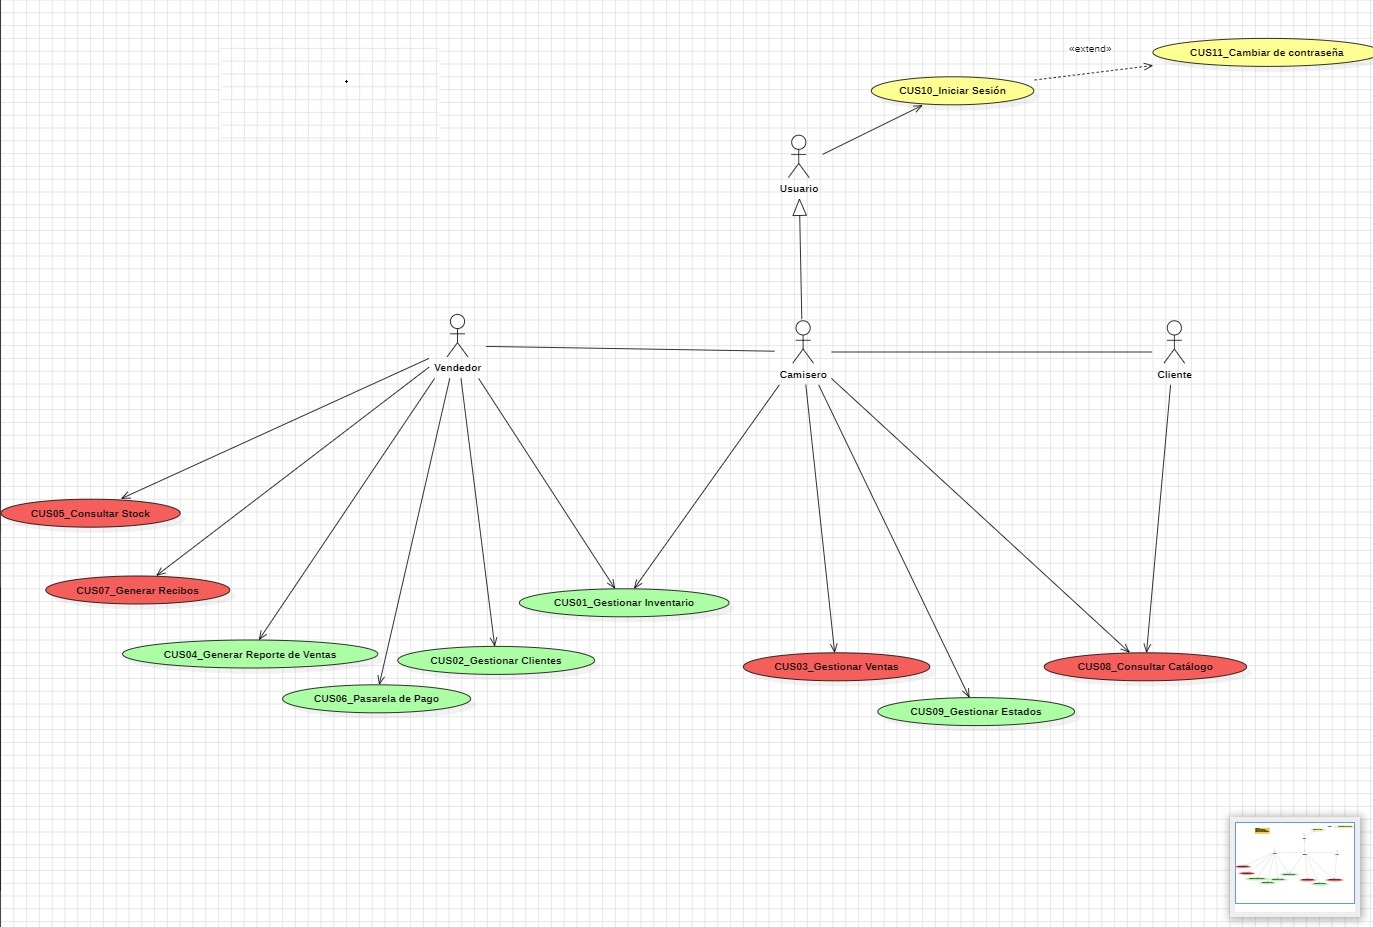 «extend»
CUS11_Cambiar de contraseña
CUS10_Iniciar Sesión
Usuario
Vendedor
Camisero
Cliente
CUS05_Consultar Stock
CUS07_Generar Recibos
CUS01_Gestionar Inventario
CUS04_Generar Reporte de Ventas
CUS02_Gestionar Clientes
CUS03_Gestionar Ventas
CUS08_Consultar Catálogo
CUS06_Pasarela de Pago
CUS09_Gestionar Estados